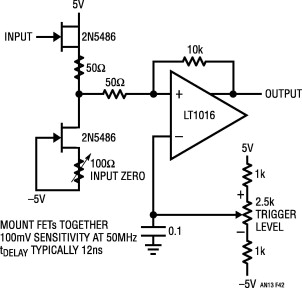 5V
INPUT
2N5486
50Ω
50Ω
10k
+
LT1016
OUTPUT
−
2N5486
100Ω
INPUT ZERO
−5V
5V
1k
+
2.5k
TRIGGER
LEVEL
−
1k
−5V
0.1
MOUNT FETs TOGETHER
100mV SENSITIVITY AT 50MHz
tDELAY TYPICALLY 12ns
AN13 F42